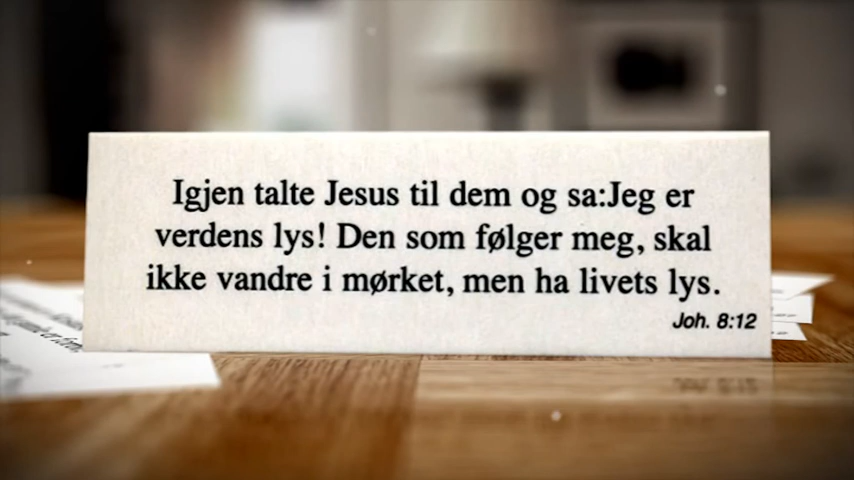 Igjen talte Jesus til dem og sa:Jeg er
verdens lys! Den som følger meg, skal
ikke vandre i mørket, men ha livets lys.
Joh. 8:12